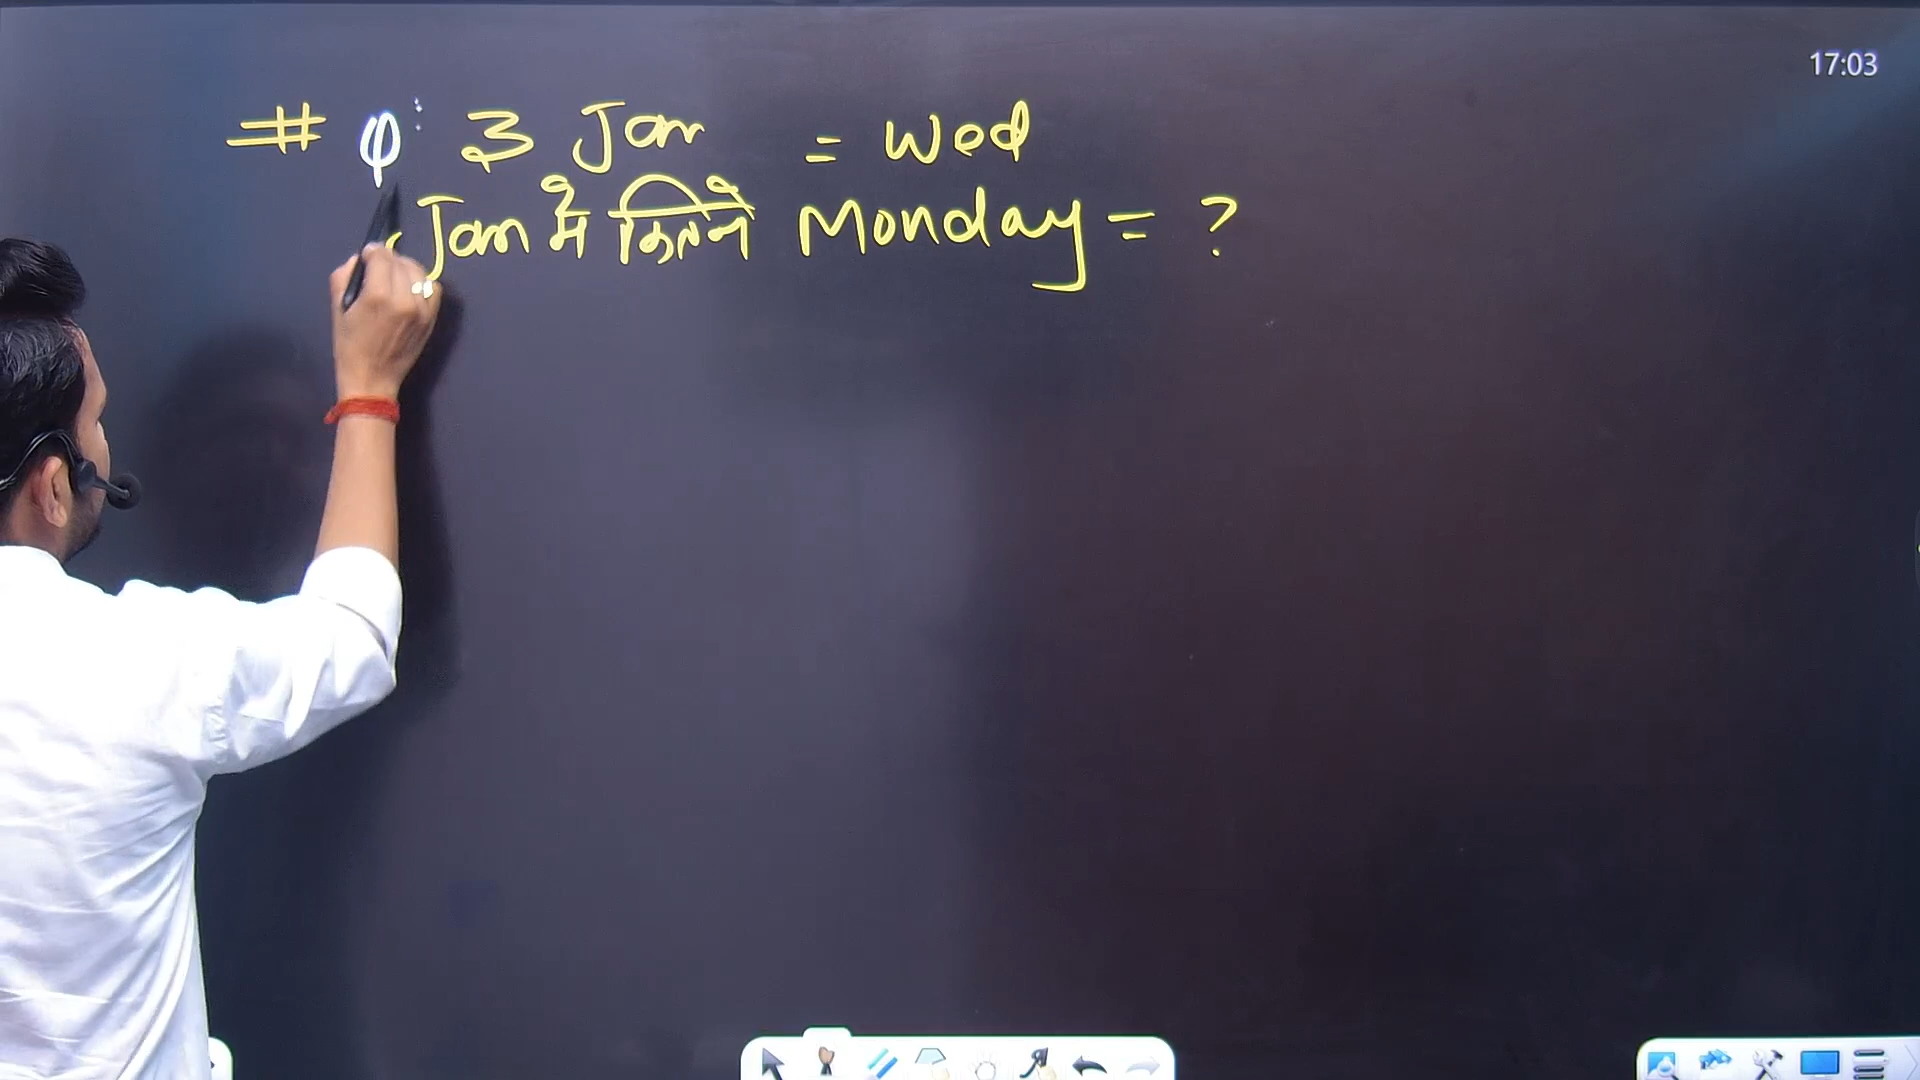 17:03
# Q: 3 Jan = Wed
Jan में कितने Monday = ?